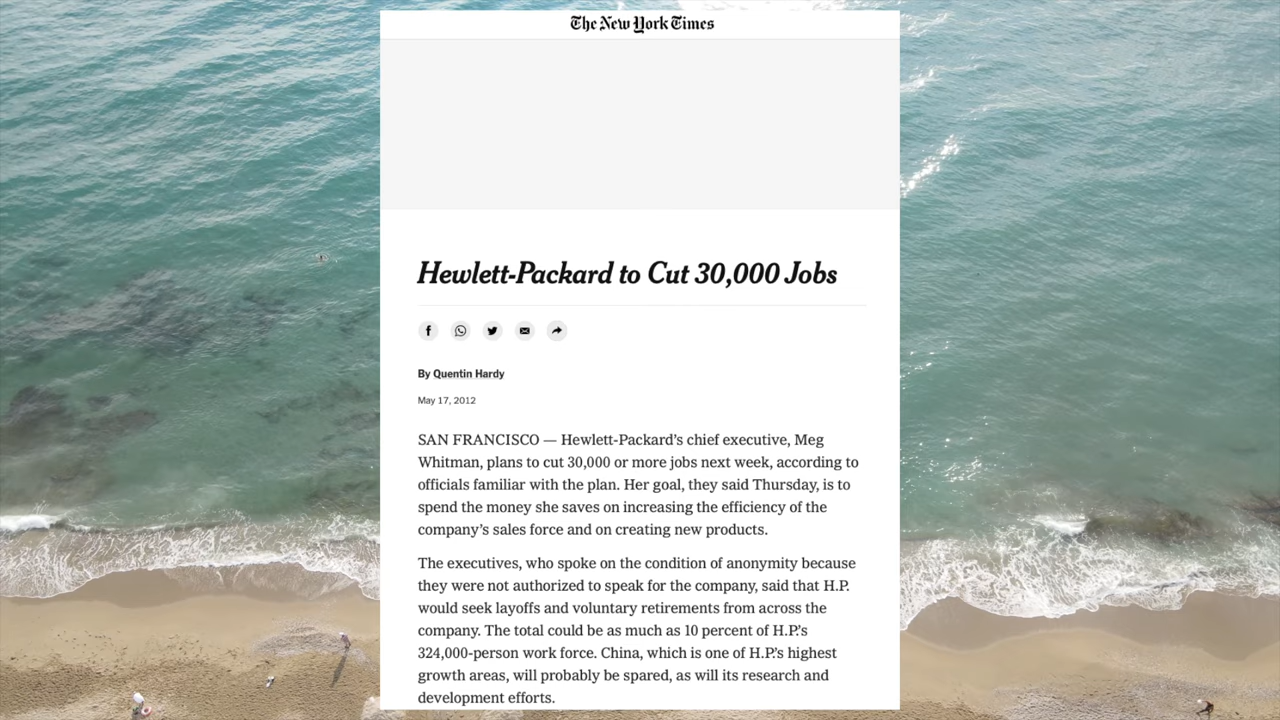 The New York Times
Hewlett-Packard to Cut 30,000 Jobs
By Quentin Hardy
May 17, 2012
SAN FRANCISCO — Hewlett-Packard’s chief executive, Meg
Whitman, plans to cut 30,000 or more jobs next week, according to
officials familiar with the plan. Her goal, they said Thursday, is to
spend the money she saves on increasing the efficiency of the
company’s sales force and on creating new products.
The executives, who spoke on the condition of anonymity because
they were not authorized to speak for the company, said that H.P.
would seek layoffs and voluntary retirements from across the
company. The total could be as much as 10 percent of H.P.’s
324,000-person work force. China, which is one of H.P.’s highest
growth areas, will probably be spared, as will its research and
development efforts.